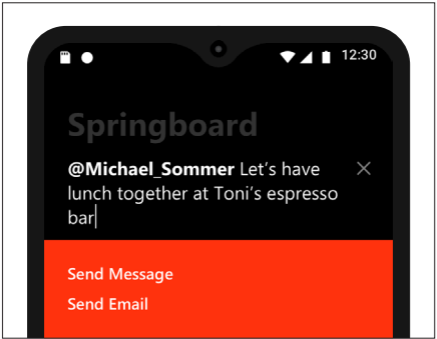 12:30
Springboard
@Michael_Sommer Let's have
lunch together at Toni's espresso
bar
Send Message
Send Email